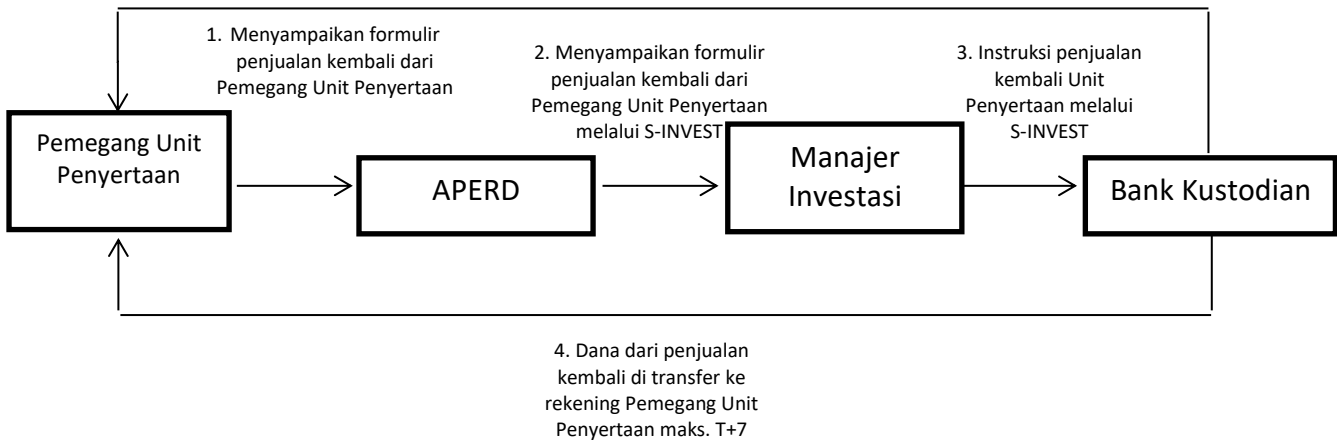 1. Menyampaikan formulir
penjualan kembali dari
Pemegang Unit Penyertaan
2. Menyampaikan formulir
penjualan kembali dari
Pemegang Unit Penyertaan
melalui S-INVEST
3. Instruksi penjualan
kembali Unit
Penyertaan melalui
S-INVEST
Pemegang Unit
Penyertaan
APERD
Manajer
Investasi
Bank Kustodian
4. Dana dari penjualan
kembali di transfer ke
rekening Pemegang Unit
Penyertaan maks. T+7